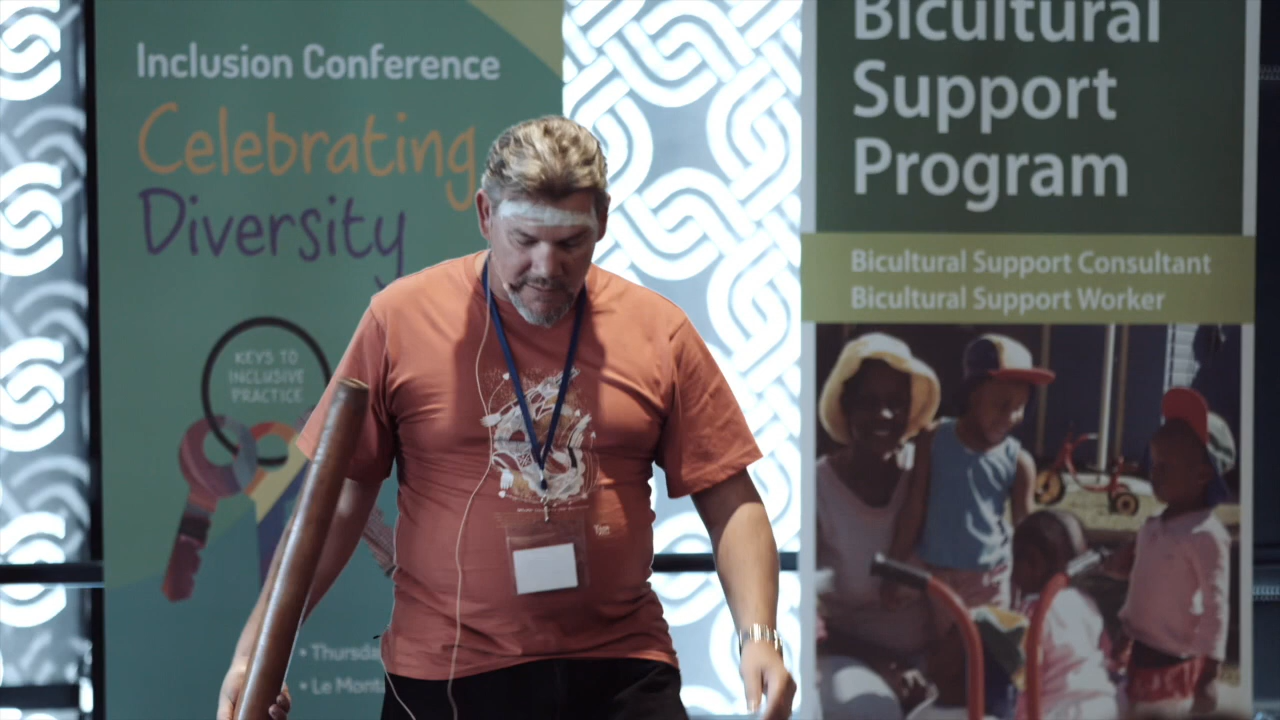 Inclusion Conference
Celebrating
Diversity
KEYS TO
INCLUSIVE
PRACTICE
• Thursda
• Le Mont
Bicultural
Support
Program
Bicultural Support Consultant
Bicultural Support Worker